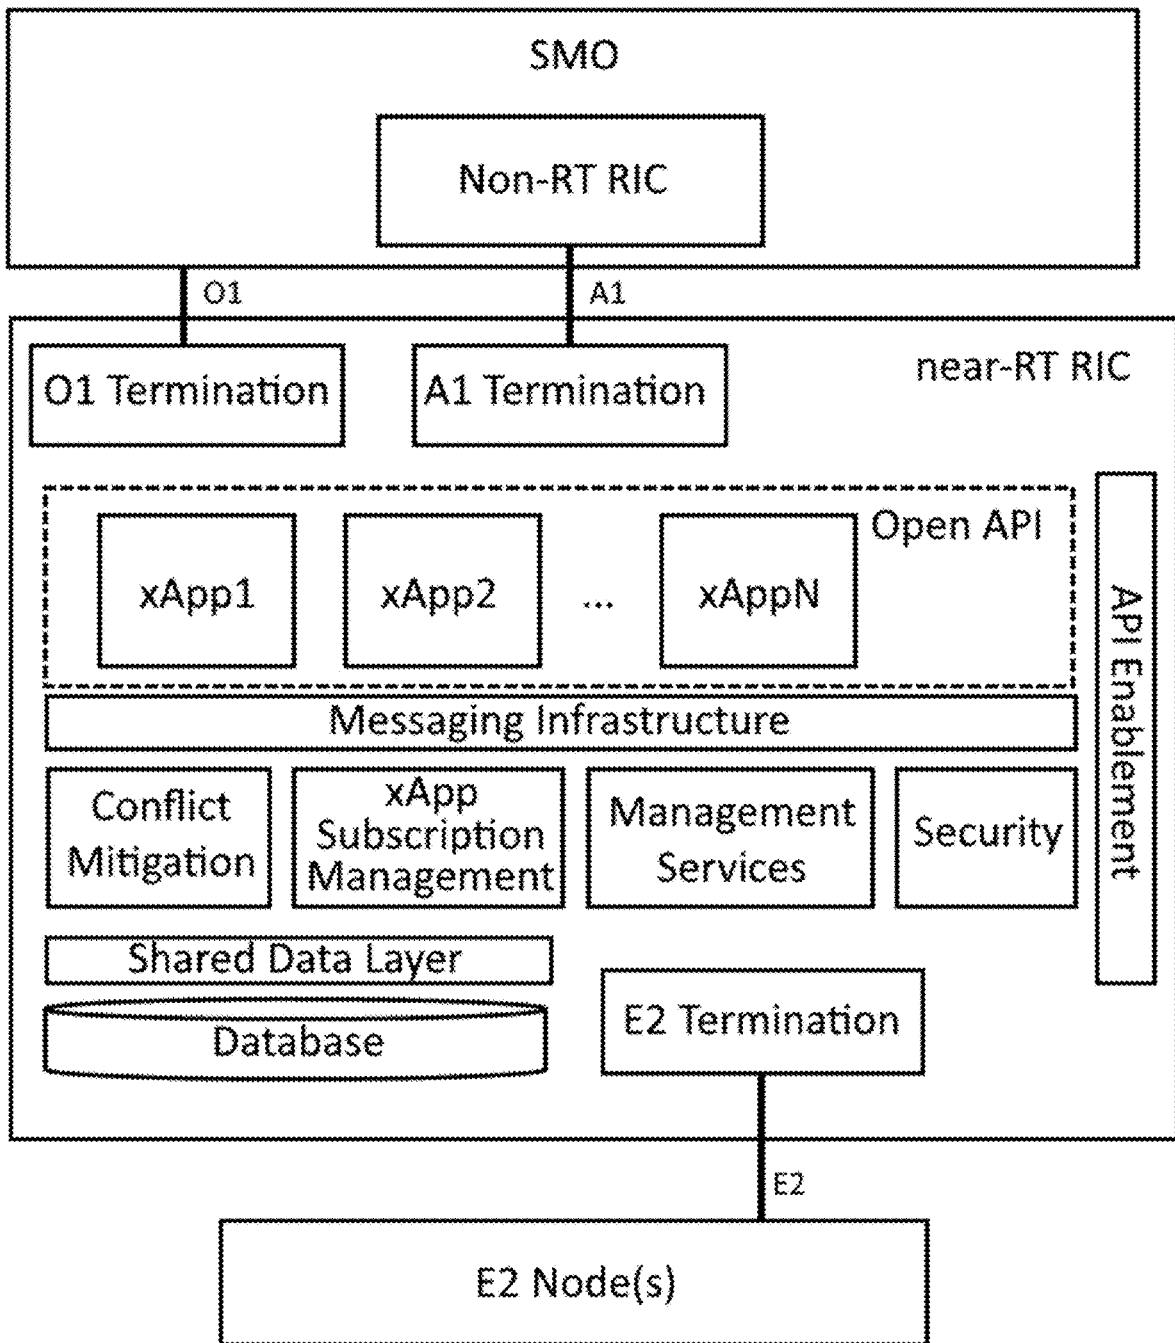 SMO
Non-RT RIC
O1
A1
near-RT RIC
O1 Termination
A1 Termination
Open API
xApp1
xApp2
...
xAppN
API Enablement
Messaging Infrastructure
Conflict
Mitigation
xApp
Subscription
Management
Management
Services
Security
Shared Data Layer
Database
E2 Termination
E2
E2 Node(s)